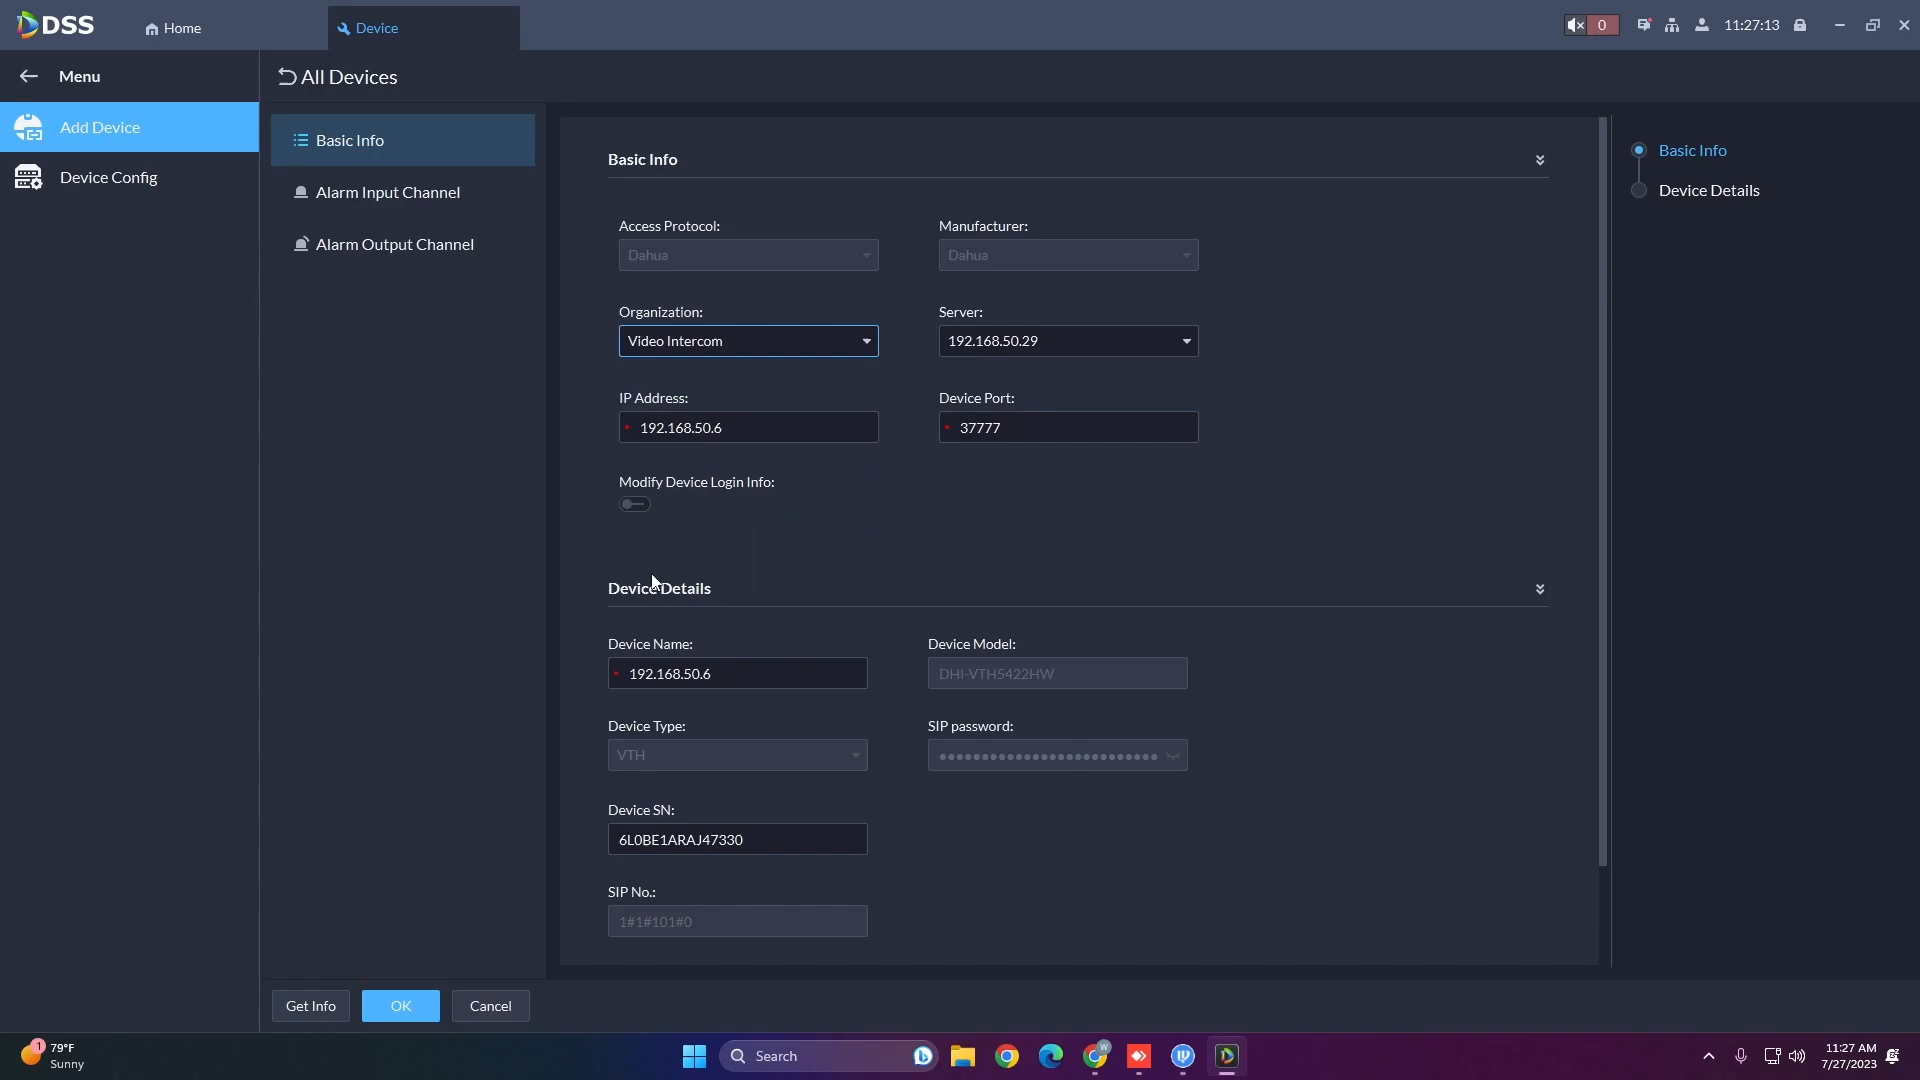 DSS
Home
Device
0
11:27:13
Menu
Add Device
Device Config
All Devices
Basic Info
Alarm Input Channel
Alarm Output Channel
Basic Info
Access Protocol:
Manufacturer:
Dahua
Dahua
Organization:
Server:
Video Intercom
192.168.50.29
IP Address:
Device Port:
* 192.168.50.6
* 37777
Modify Device Login Info:
Device Details
Device Name:
Device Model:
* 192.168.50.6
DHI-VTH5422HW
Device Type:
SIP password:
VTH
••••••••••••••••••••••••••
Device SN:
6L0BE1ARAJ47330
SIP No.:
1#1#101#0
Basic Info
Device Details
Get Info
OK
Cancel
1
79°F
Sunny
Search
W
11:27 AM
7/27/2023